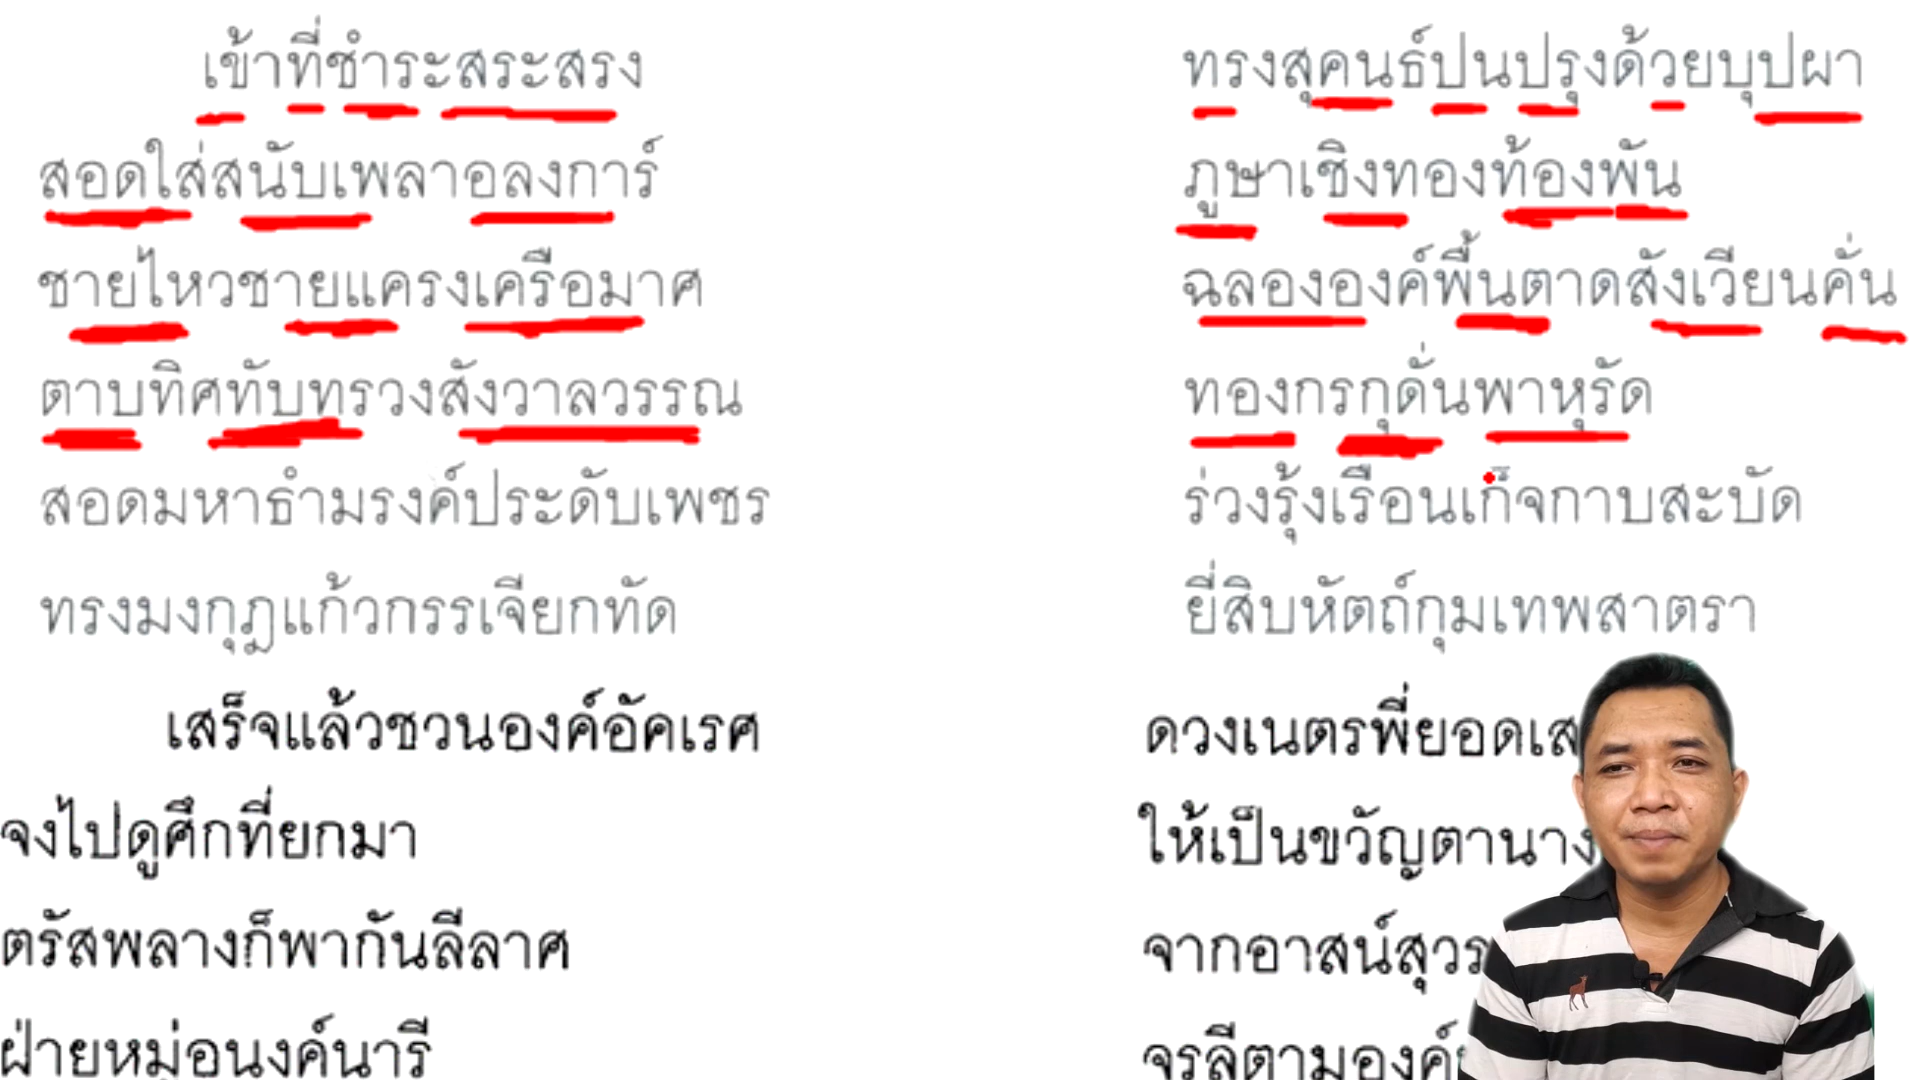 เข้าที่ชำระสระสรง ทรงสุคนธ์ปนปรุงด้วยบุปผา
สอดใส่สนับเพลาอลงการ์ ภูษาเชิงทองท้องพัน
ชายไหวชายแครงเครือมาศ ฉลององค์พื้นตาดสังเวียนคั่น
ตาบทิศทับทรวงสังวาลวรรณ ทองกรกุดั่นพาหุรัด
สอดมหาธำมรงค์ประดับเพชร ร่วงรุ้งเรือนเก็จกาบสะบัด
ทรงมงกุฎแก้วกรรเจียกทัด ยี่สิบหัตถ์กุมเทพสาตรา
เสร็จแล้วชวนองค์อัคเรศ ดวงเนตรพี่ยอดเส
จงไปดูศึกที่ยกมา ให้เป็นขวัญตานาง
ตรัสพลางก็พากันลีลาศ จากอาสน์สุวร
ฝ่ายหมู่อนงค์นารี จรลีตามองค์